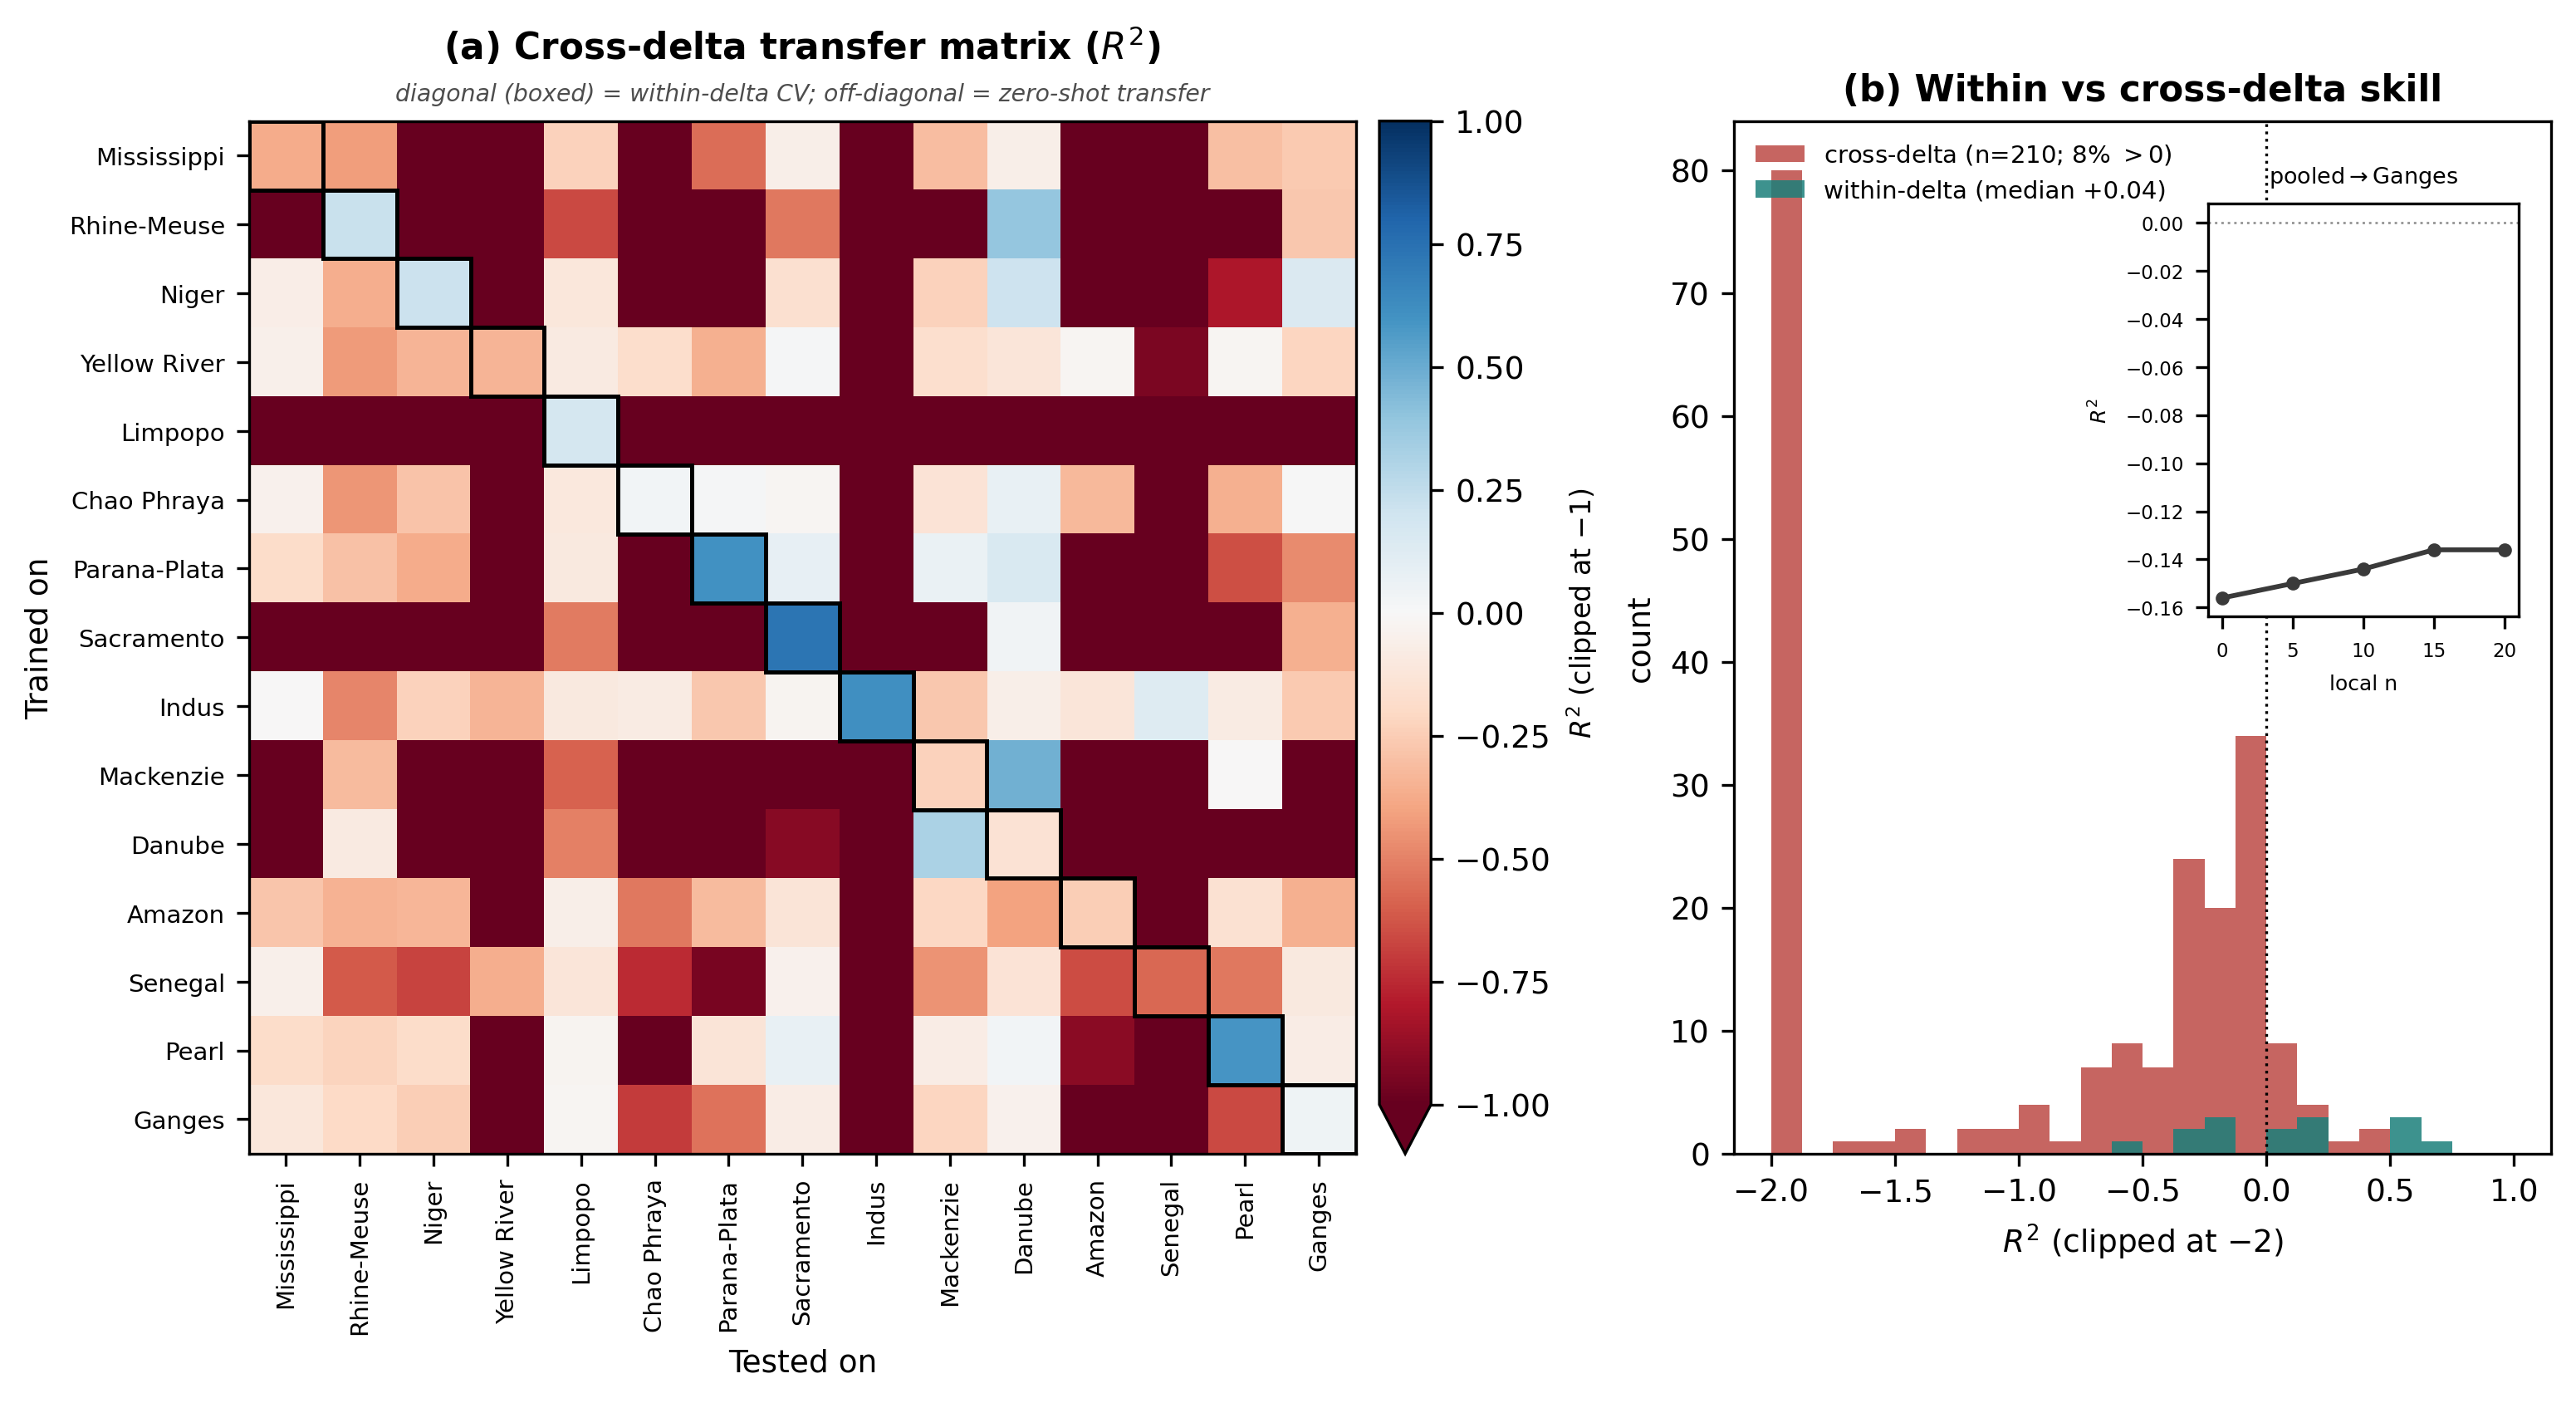 (a) Cross-delta transfer matrix (R²)
diagonal (boxed) = within-delta CV; off-diagonal = zero-shot transfer
Trained on
Mississippi
Rhine-Meuse
Niger
Yellow River
Limpopo
Chao Phraya
Parana-Plata
Sacramento
Indus
Mackenzie
Danube
Amazon
Senegal
Pearl
Ganges
Mississippi
Rhine-Meuse
Niger
Yellow River
Limpopo
Chao Phraya
Parana-Plata
Sacramento
Indus
Mackenzie
Danube
Amazon
Senegal
Pearl
Ganges
Tested on
1.00
0.75
0.50
0.25
0.00
−0.25
−0.50
−0.75
−1.00
R² (clipped at −1)
(b) Within vs cross-delta skill
cross-delta (n=210; 8% >0)
within-delta (median +0.04)
count
80
70
60
50
40
30
20
10
0
−2.0
−1.5
−1.0
−0.5
0.0
0.5
1.0
R² (clipped at −2)
pooled→Ganges
R²
0.00
−0.02
−0.04
−0.06
−0.08
−0.10
−0.12
−0.14
−0.16
0
5
10
15
20
local n